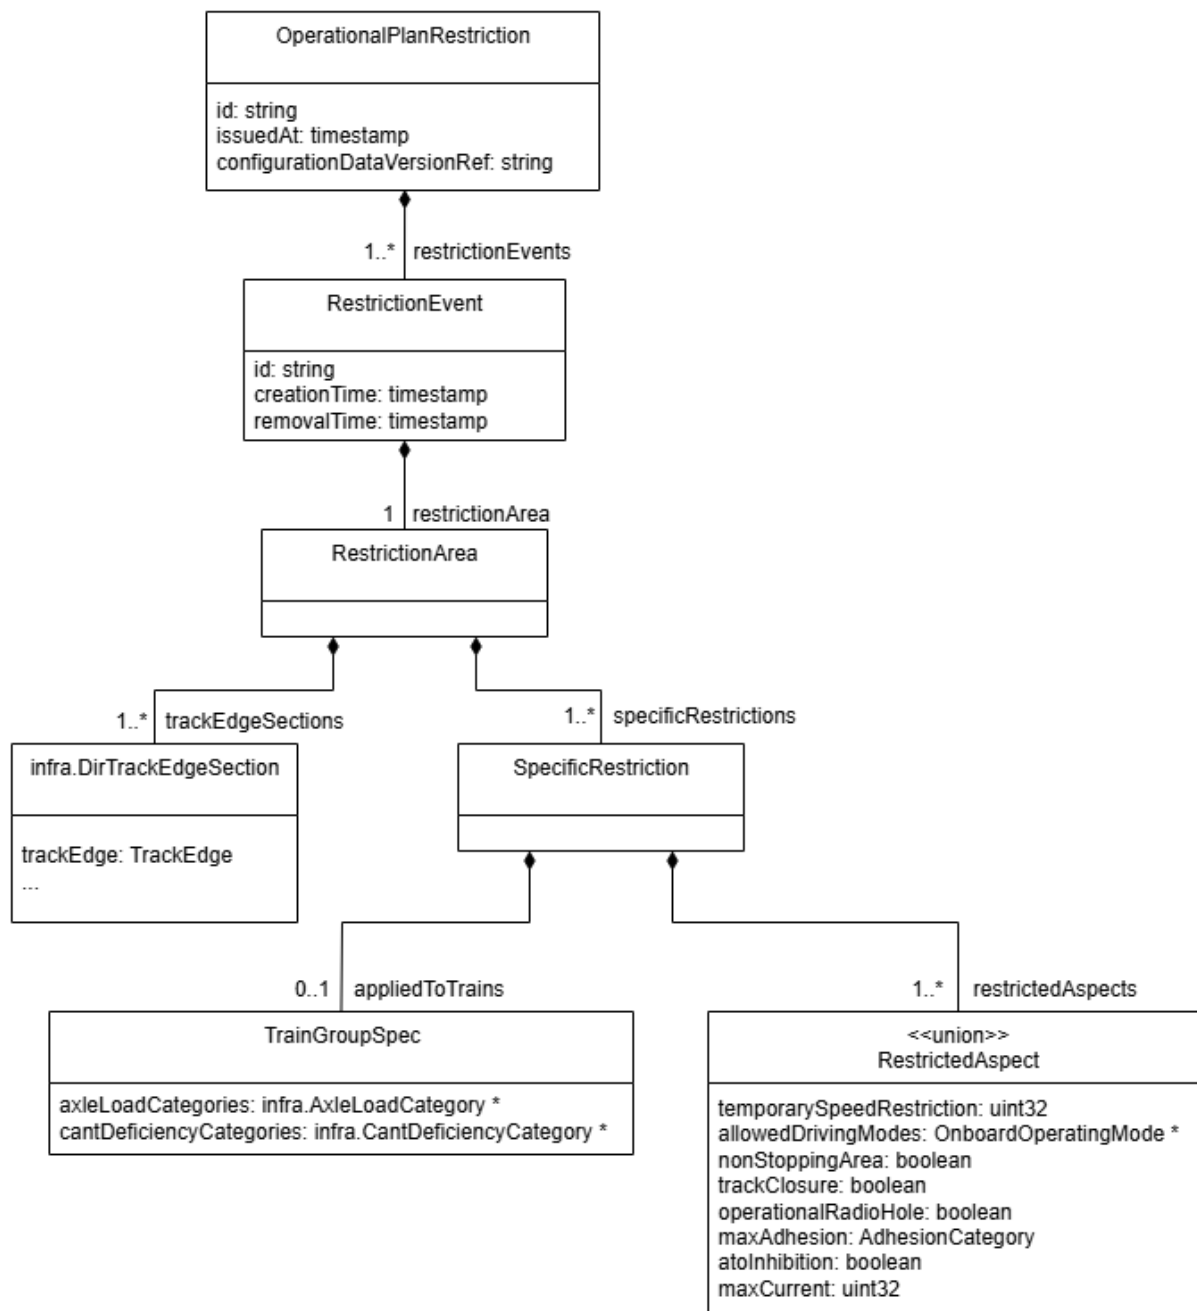 OperationalPlanRestriction
id: string
issuedAt: timestamp
configurationDataVersionRef: string
1..* restrictionEvents
RestrictionEvent
id: string
creationTime: timestamp
removalTime: timestamp
1 restrictionArea
RestrictionArea
1..* trackEdgeSections
1..* specificRestrictions
infra.DirTrackEdgeSection
trackEdge: TrackEdge
...
SpecificRestriction
0..1 appliedToTrains
1..* restrictedAspects
TrainGroupSpec
axleLoadCategories: infra.AxleLoadCategory *
cantDeficiencyCategories: infra.CantDeficiencyCategory *
<<union>>
RestrictedAspect
temporarySpeedRestriction: uint32
allowedDrivingModes: OnboardOperatingMode *
nonStoppingArea: boolean
trackClosure: boolean
operationalRadioHole: boolean
maxAdhesion: AdhesionCategory
atoInhibition: boolean
maxCurrent: uint32